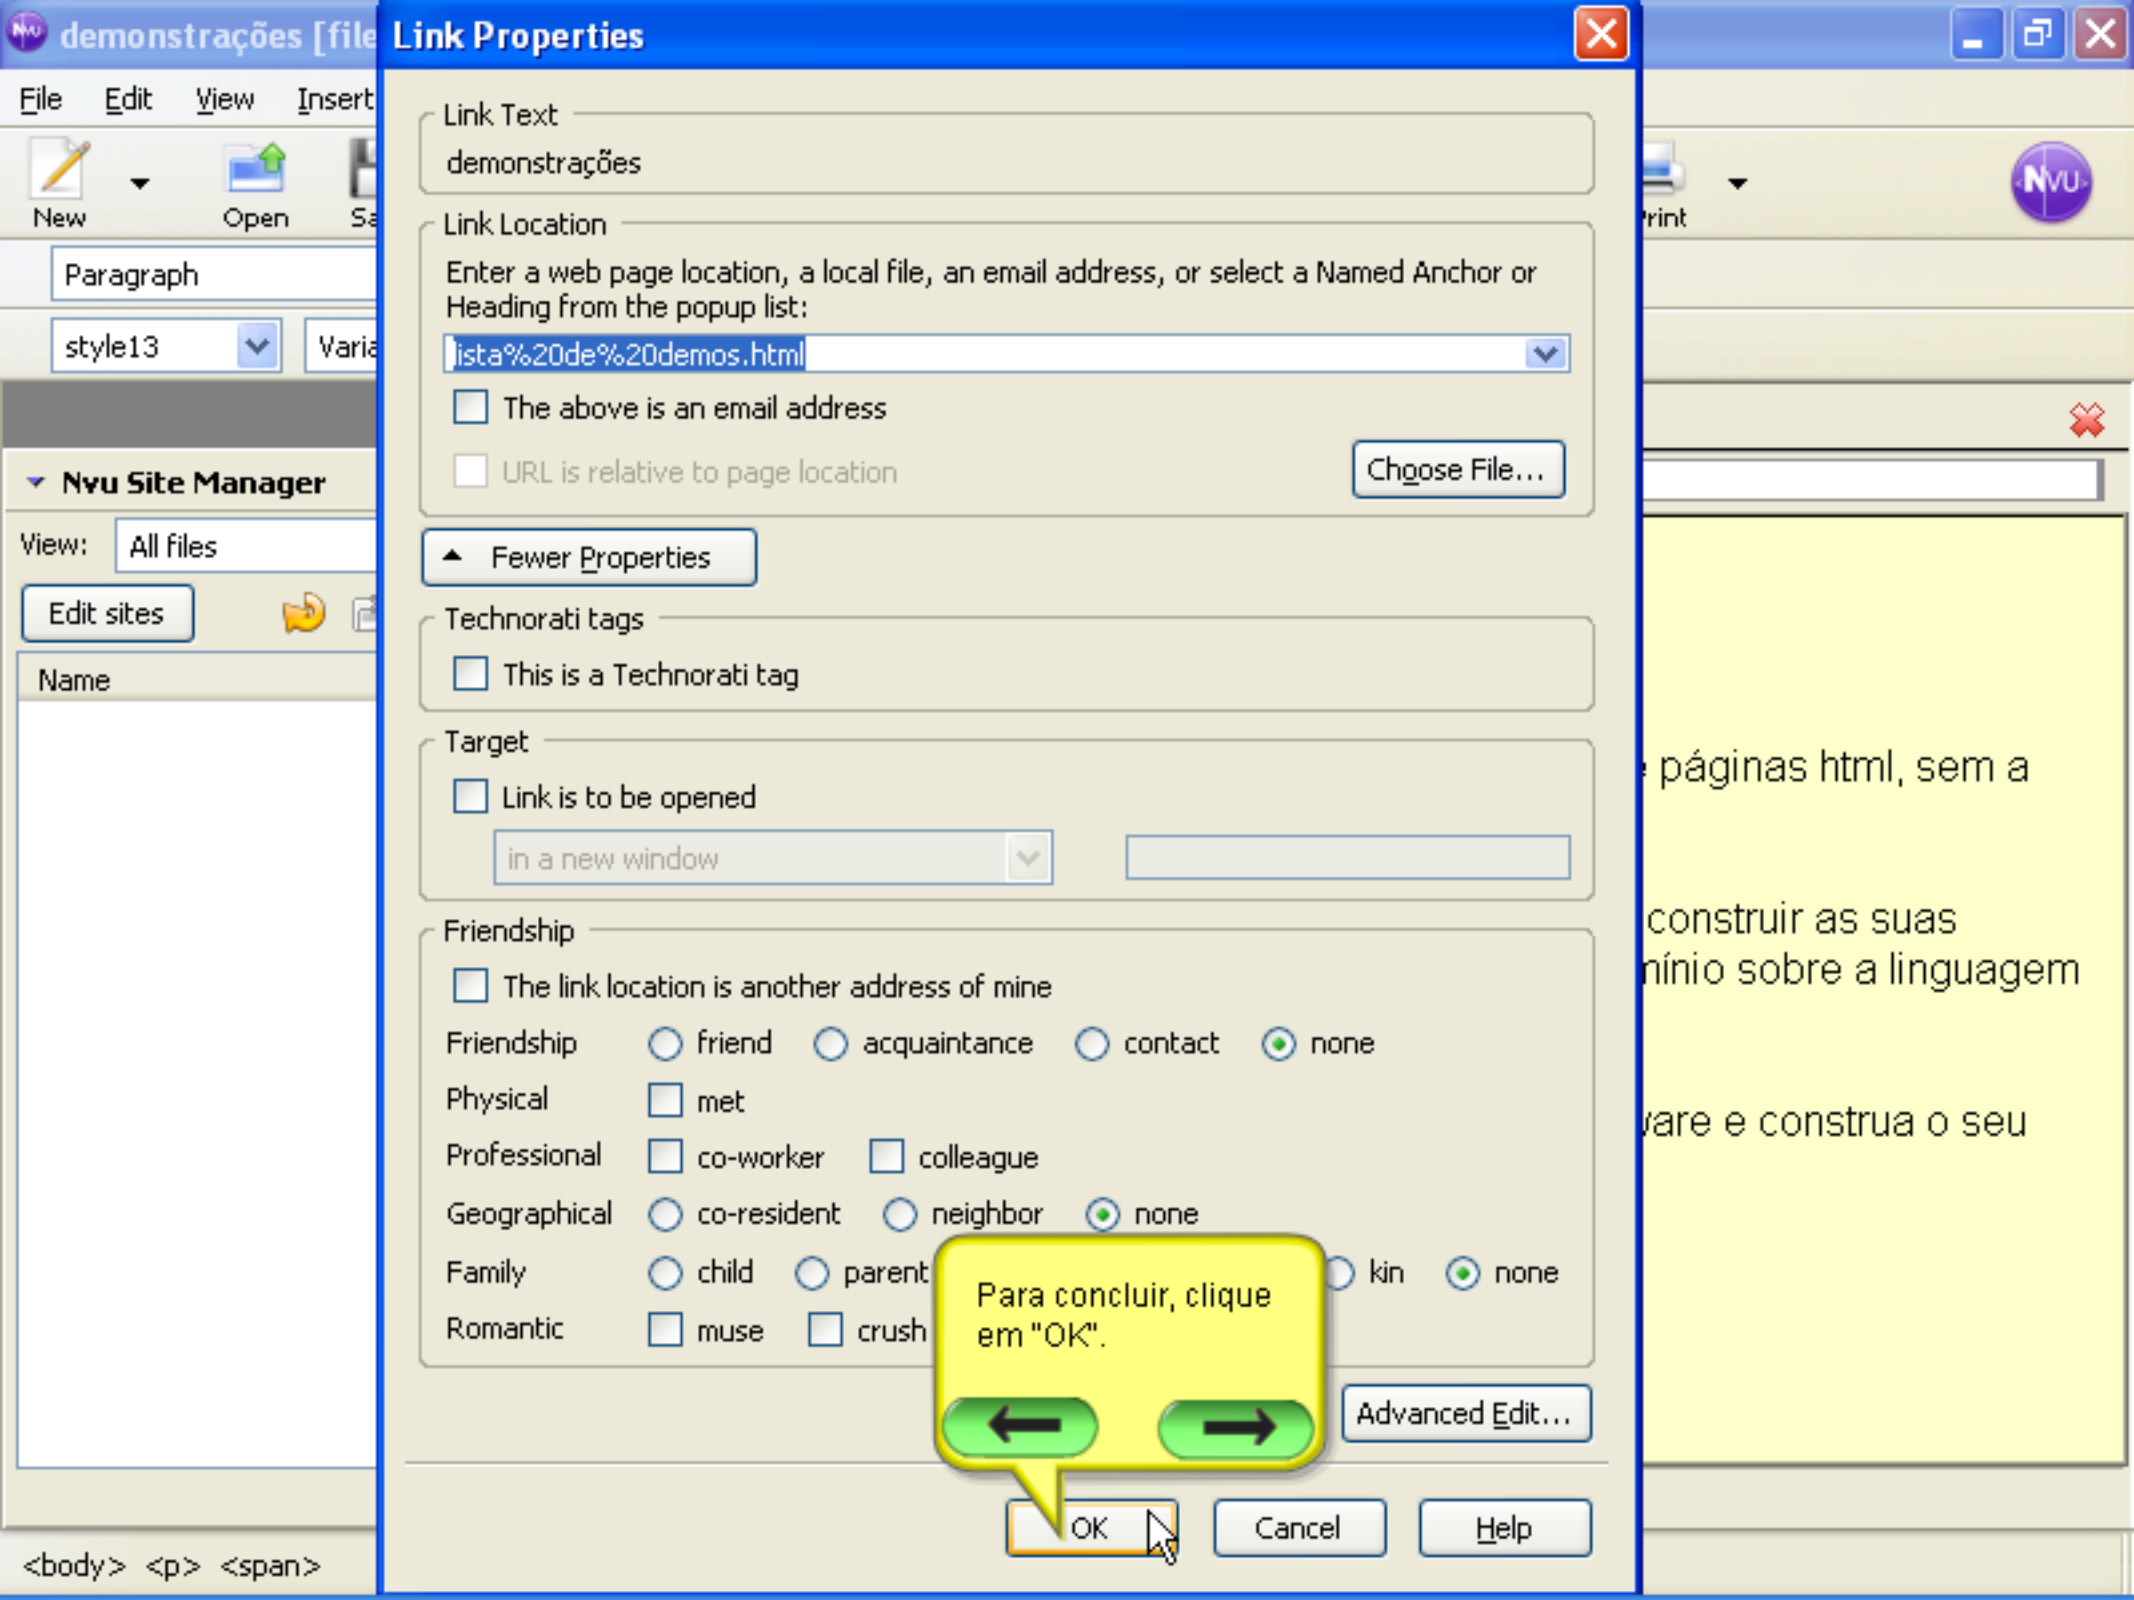 demonstrações [file
Link Properties
File Edit View Insert
New
Open
Print
NVU
Paragraph
style13
Link Text
demonstrações
Link Location
Enter a web page location, a local file, an email address, or select a Named Anchor or
Heading from the popup list:
lista%20de%20demos.html
The above is an email address
URL is relative to page location
Choose File...
Nvu Site Manager
View: All files
Edit sites
Name
Fewer Properties
Technorati tags
This is a Technorati tag
Target
Link is to be opened
in a new window
Friendship
The link location is another address of mine
Friendship friend acquaintance contact none
Physical met
Professional co-worker colleague
Geographical co-resident neighbor none
Family child parent kin none
Romantic muse crush
páginas html, sem a
construir as suas
mínio sobre a linguagem
ware e construa o seu
Para concluir, clique
em "OK".
Advanced Edit...
OK Cancel Help
<body> <p> <span>